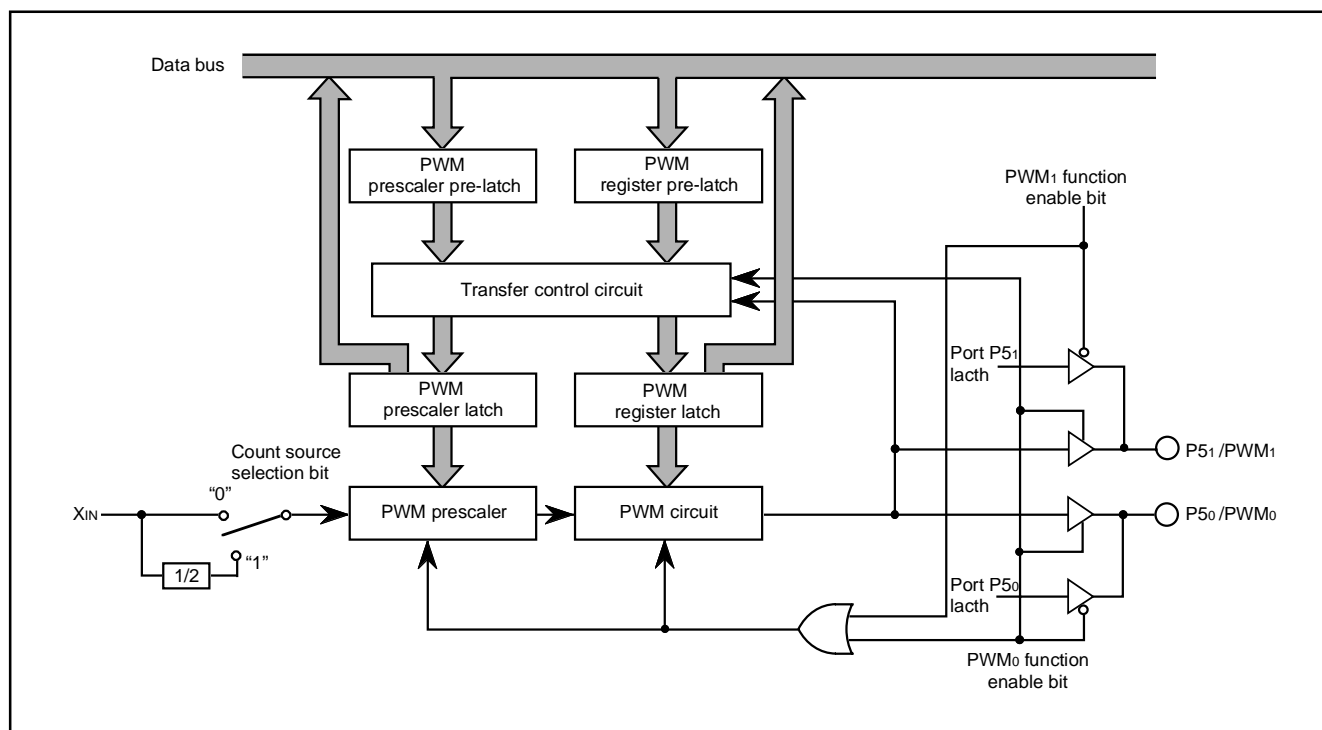 Data bus
PWM
prescaler pre-latch
PWM
register pre-latch
PWM1 function
enable bit
Transfer control circuit
Port P51
lacth
PWM
prescaler latch
PWM
register latch
Count source
selection bit
P51/PWM1
“0”
XIN
PWM prescaler
PWM circuit
P50/PWM0
“1”
1/2
Port P50
lacth
PWM0 function
enable bit